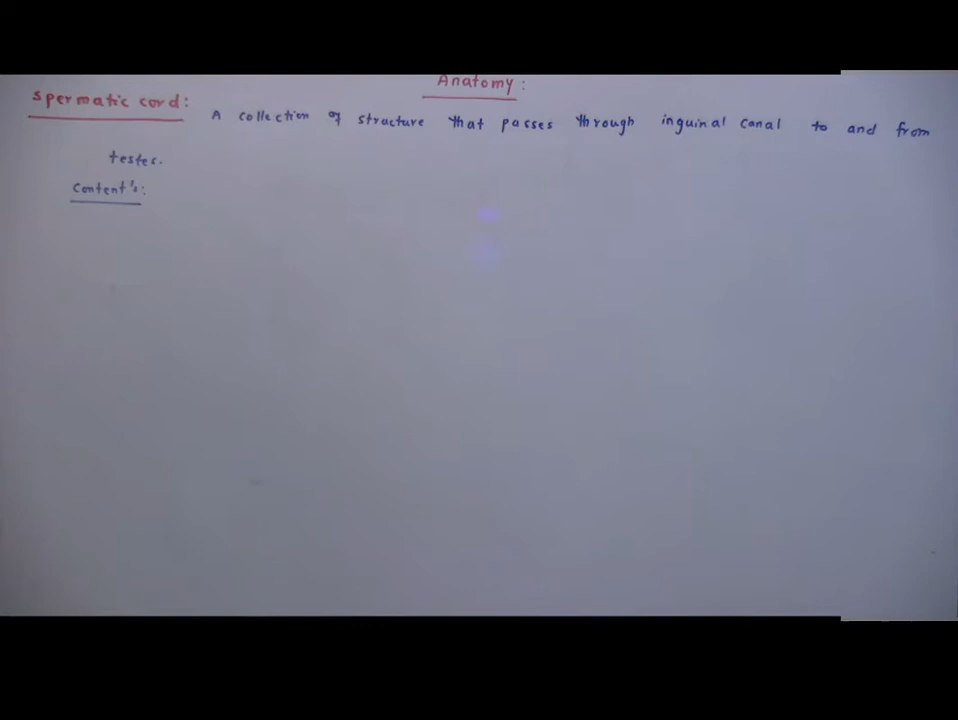 Anatomy:
Spermatic cord: A collection of structure that passes through inguinal canal to and from
testes.
Content's: